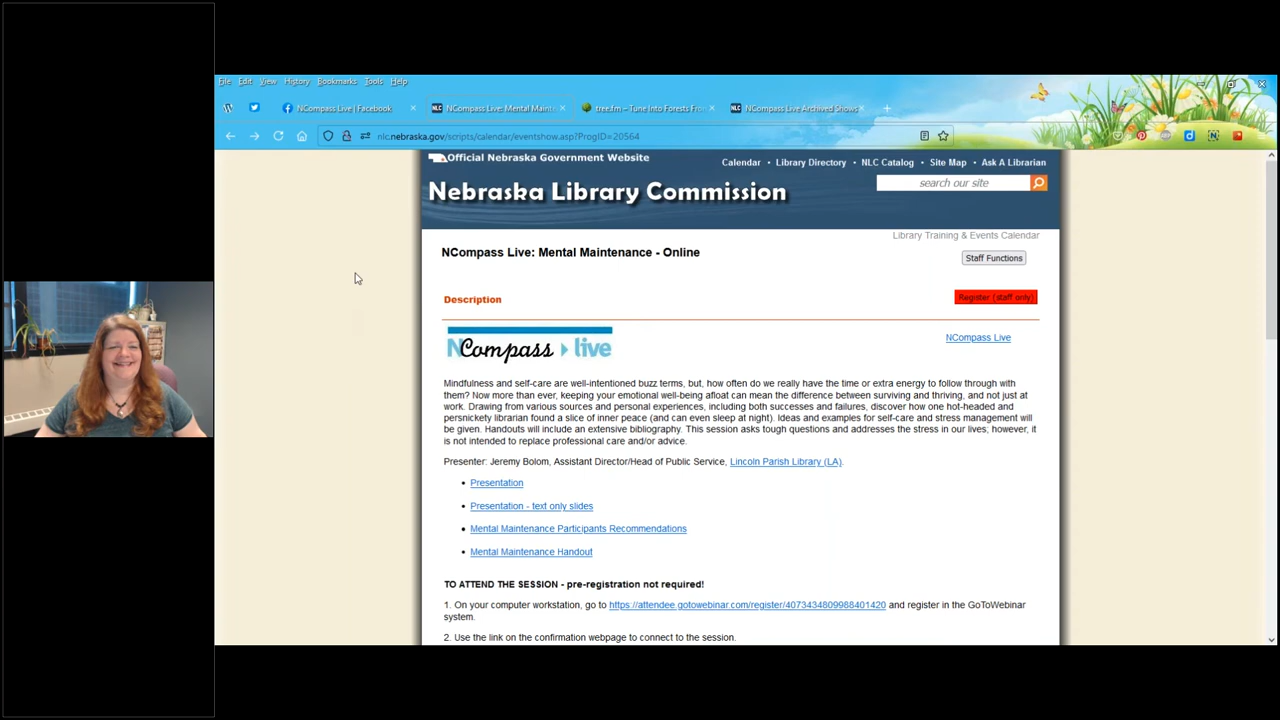 File Edit View History Bookmarks Tools Help
NCompass Live | Facebook × NLC NCompass Live: Mental Maint × tree.fm – Tune Into Forests Fro × NLC NCompass Live Archived Shows × +
nlc.nebraska.gov/scripts/calendar/eventshow.asp?ProgID=20564
Official Nebraska Government Website
Calendar • Library Directory • NLC Catalog • Site Map • Ask A Librarian
Nebraska Library Commission
search our site
Library Training & Events Calendar
NCompass Live: Mental Maintenance - Online
Staff Functions
Description
Register (staff only)
NCompass live
NCompass Live
Mindfulness and self-care are well-intentioned buzz terms, but, how often do we really have the time or extra energy to follow through with
them? Now more than ever, keeping your emotional well-being afloat can mean the difference between surviving and thriving, and not just at
work. Drawing from various sources and personal experiences, including both successes and failures, discover how one hot-headed and
persnickety librarian found a slice of inner peace (and can even sleep at night). Ideas and examples for self-care and stress management will
be given. Handouts will include an extensive bibliography. This session asks tough questions and addresses the stress in our lives; however, it
is not intended to replace professional care and/or advice.
Presenter: Jeremy Bolom, Assistant Director/Head of Public Service, Lincoln Parish Library (LA).
• Presentation
• Presentation - text only slides
• Mental Maintenance Participants Recommendations
• Mental Maintenance Handout
TO ATTEND THE SESSION - pre-registration not required!
1. On your computer workstation, go to https://attendee.gotowebinar.com/register/4073434809988401420 and register in the GoToWebinar
system.
2. Use the link on the confirmation webpage to connect to the session.